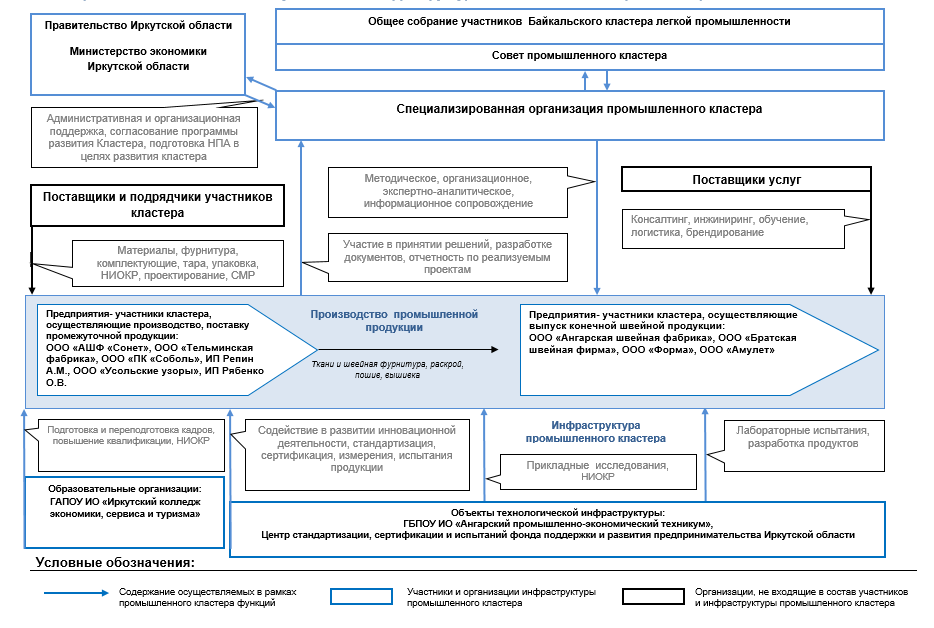 Правительство Иркутской области
Министерство экономики
Иркутской области
Общее собрание участников Байкальского кластера легкой промышленности
Совет промышленного кластера
Специализированная организация промышленного кластера
Административная и организационная
поддержка, согласование программы
развития Кластера, подготовка НПА в
целях развития кластера
Поставщики и подрядчики участников
кластера
Методическое, организационное,
экспертно-аналитическое,
информационное сопровождение
Поставщики услуг
Консалтинг, инжиниринг, обучение,
логистика, брендирование
Материалы, фурнитура,
комплектующие, тара, упаковка,
НИОКР, проектирование, СМР
Участие в принятии решений, разработке
документов, отчетность по реализуемым
проектам
Предприятия- участники кластера,
осуществляющие производство, поставку
промежуточной продукции:
ООО «АШФ «Сонет», ООО «Тельминская
фабрика», ООО «ПК «Соболь», ИП Репин
А.М., ООО «Усольские узоры», ИП Рябенко
О.В.
Производство промышленной
продукции
Ткани и швейная фурнитура, раскрой,
пошив, вышивка
Предприятия- участники кластера, осуществляющие
выпуск конечной швейной продукции:
ООО «Ангарская швейная фабрика», ООО «Братская
швейная фирма», ООО «Форма», ООО «Амулет»
Подготовка и переподготовка кадров,
повышение квалификации, НИОКР
Содействие в развитии инновационной
деятельности, стандартизация,
сертификация, измерения, испытания
продукции
Инфраструктура
промышленного кластера
Прикладные исследования,
НИОКР
Лабораторные испытания,
разработка продуктов
Образовательные организации:
ГАПОУ ИО «Иркутский колледж
экономики, сервиса и туризма»
Объекты технологической инфраструктуры:
ГБПОУ ИО «Ангарский промышленно-экономический техникум»,
Центр стандартизации, сертификации и испытаний фонда поддержки и развития предпринимательства Иркутской области
Условные обозначения:
Содержание осуществляемых в рамках
промышленного кластера функций
Участники и организации инфраструктуры
промышленного кластера
Организации, не входящие в состав участников
и инфраструктуры промышленного кластера